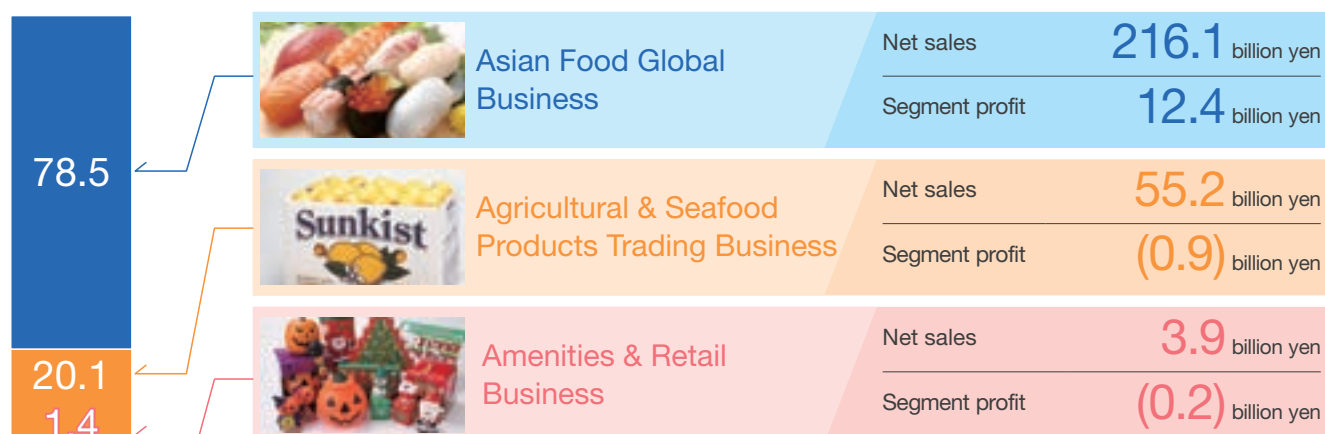 78.5
Asian Food Global
Business
Net sales 216.1 billion yen
Segment profit 12.4 billion yen
Sunkist
Agricultural & Seafood
Products Trading Business
Net sales 55.2 billion yen
Segment profit (0.9) billion yen
20.1
1.4
Amenities & Retail
Business
Net sales 3.9 billion yen
Segment profit (0.2) billion yen